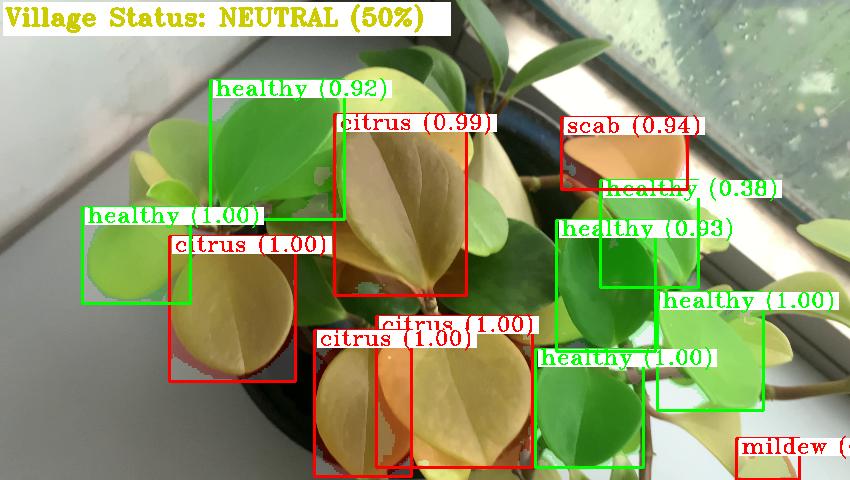 Village Status: NEUTRAL (50%)
healthy (0.92)
citrus (0.99)
scab (0.94)
healthy (0.38)
healthy (1.00)
healthy (0.93)
citrus (1.00)
healthy (1.00)
citrus (1.00)
citrus (1.00)
healthy (1.00)
mildew (